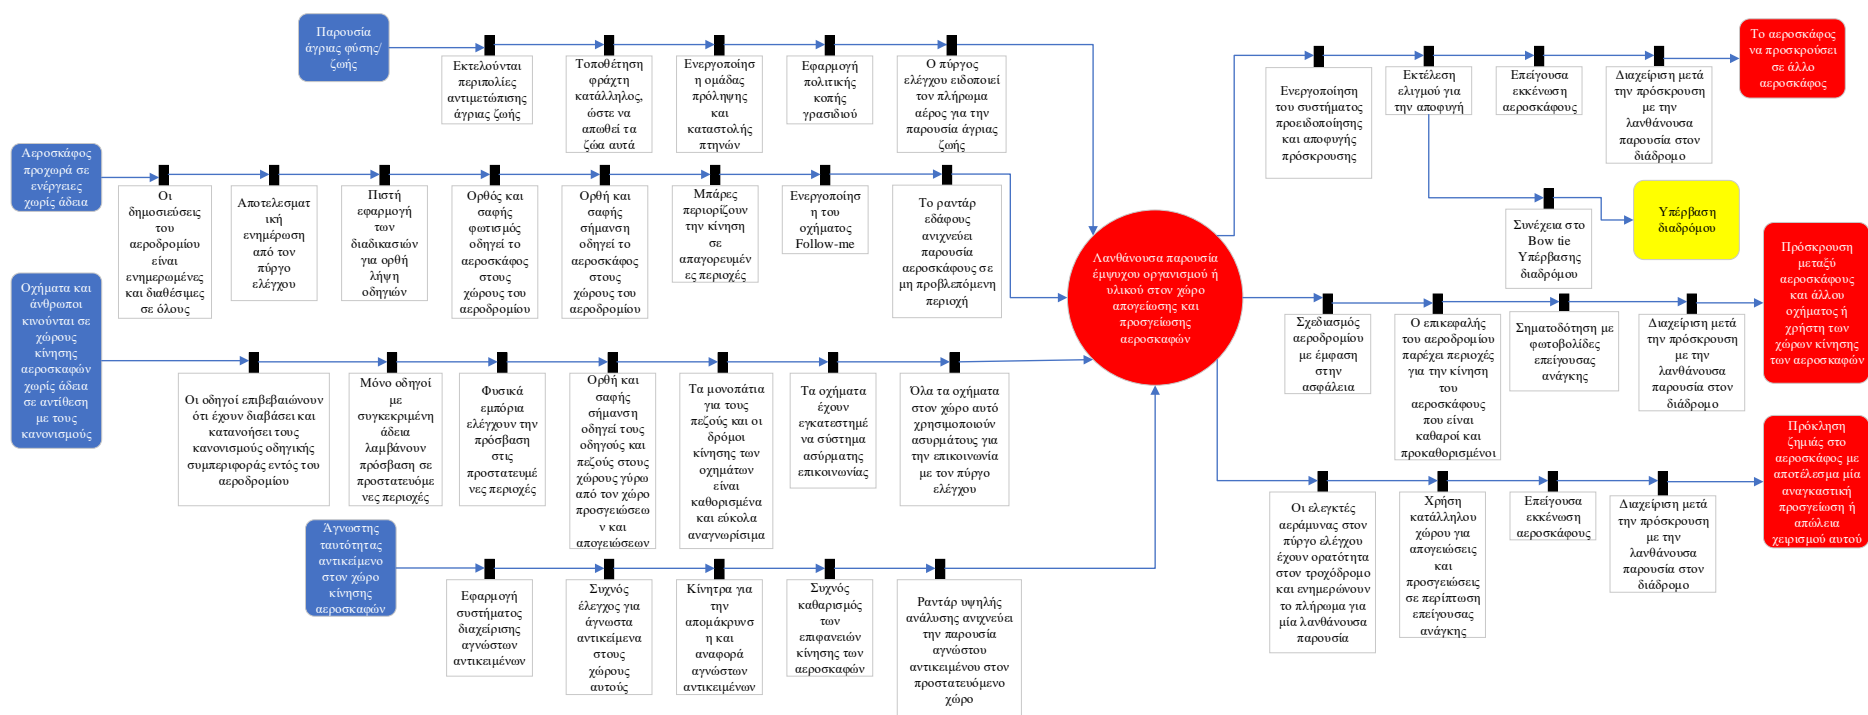 Παρουσία
άγριας φύσης/
ζωής
Εκτελούνται
περιπολίες
αντιμετώπισης
άγριας ζωής
Τοποθέτηση
φράχτη
κατάλληλος,
ώστε να
απωθεί τα
ζώα αυτά
Ενεργοποίησ
η ομάδας
πρόληψης
και
καταστολής
πτηνών
Εφαρμογή
πολιτικής
κοπής
γρασιδιού
Ο πύργος
ελέγχου ειδοποιεί
τον πλήρωμα
αέρος για την
παρουσία άγριας
ζωής
Αεροσκάφος
προχωρά σε
ενέργειες
χωρίς άδεια
Οι
δημοσιεύσεις
του
αεροδρομίου
είναι
ενημερωμένες
και διαθέσιμες
σε όλους
Αποτελεσματ
ική
ενημέρωση
από τον
πύργο
ελέγχου
Πιστή
εφαρμογή
των
διαδικασιών
για ορθή
λήψη
οδηγιών
Ορθός και
σαφής
φωτισμός
οδηγεί το
αεροσκάφος
στους
χώρους του
αεροδρομίου
Ορθή και
σαφής
σήμανση
οδηγεί το
αεροσκάφος
στους
χώρους του
αεροδρομίου
Μπάρες
περιορίζουν
την κίνηση
σε
απαγορευμέν
ες περιοχές
Ενεργοποίησ
η του
οχήματος
Follow-me
Το ραντάρ
εδάφους
ανιχνεύει
παρουσία
αεροσκάφους σε
μη προβλεπόμενη
περιοχή
Οχήματα και
άνθρωποι
κινούνται σε
χώρους
κίνησης
αεροσκαφών
χωρίς άδεια
σε αντίθεση
με τους
κανονισμούς
Οι οδηγοί επιβεβαιώνουν
ότι έχουν διαβάσει και
κατανοήσει τους
κανονισμούς οδηγικής
συμπεριφοράς εντός του
αεροδρομίου
Μόνο οδηγοί
με
συγκεκριμένη
άδεια
λαμβάνουν
πρόσβαση σε
προστατευόμε
νες περιοχές
Φυσικά
εμπόρια
ελέγχουν την
πρόσβαση
στις
προστατευμέ
νες περιοχές
Ορθή και
σαφής
σήμανση
οδηγεί τους
οδηγούς και
πεζούς στους
χώρους γύρω
από τον χώρο
προσγειώσεω
ν και
απογειώσεων
Τα μονοπάτια
για τους
πεζούς και οι
δρόμοι
κίνησης των
οχημάτων
είναι
καθορισμένα
και εύκολα
αναγνωρίσιμα
Τα οχήματα
έχουν
εγκατεστημέ
να σύστημα
ασύρματης
επικοινωνίας
Όλα τα οχήματα
στον χώρο αυτό
χρησιμοποιούν
ασυρμάτους για
την επικοινωνία
με τον πύργο
ελέγχου
Άγνωστης
ταυτότητας
αντικείμενο
στον χώρο
κίνησης
αεροσκαφών
Εφαρμογή
συστήματος
διαχείρισης
αγνώστων
αντικειμένων
Συχνός
έλεγχος για
άγνωστα
αντικείμενα
στους
χώρους
αυτούς
Κίνητρα για
την
απομάκρυνσ
η και
αναφορά
αγνώστων
αντικειμένων
Συχνός
καθαρισμός
των
επιφανειών
κίνησης των
αεροσκαφών
Ραντάρ υψηλής
ανάλυσης ανιχνεύει
την παρουσία
αγνώστου
αντικειμένου στον
προστατευόμενο
χώρο
Λανθάνουσα παρουσία
έμψυχου οργανισμού ή
υλικού στον χώρο
απογείωσης και
προσγείωσης
αεροσκαφών
Ενεργοποίηση
του συστήματος
προειδοποίησης
και αποφυγής
πρόσκρουσης
Εκτέλεση
ελιγμού για
την αποφυγή
Επείγουσα
εκκένωση
αεροσκάφους
Διαχείριση μετά
την πρόσκρουση
με την
λανθάνουσα
παρουσία στον
διάδρομο
Το αεροσκάφος
να προσκρούσει
σε άλλο
αεροσκάφος
Συνέχεια στο
Bow tie
Υπέρβασης
διαδρόμου
Υπέρβαση
διαδρόμου
Σχεδιασμός
αεροδρομίου
με έμφαση
στην
ασφάλεια
Ο επικεφαλής
του αεροδρομίου
παρέχει περιοχές
για την κίνηση
του
αεροσκάφους
που είναι
καθαροί και
προκαθορισμένοι
Σηματοδότηση με
φωτοβολίδες
επείγουσας
ανάγκης
Διαχείριση μετά
την πρόσκρουση
με την
λανθάνουσα
παρουσία στον
διάδρομο
Πρόσκρουση
μεταξύ
αεροσκάφους
και άλλου
οχήματος ή
χρήστη των
χώρων κίνησης
των αεροσκαφών
Οι ελεγκτές
αεράμυνας στον
πύργο ελέγχου
έχουν ορατότητα
στον τροχόδρομο
και ενημερώνουν
το πλήρωμα για
μία λανθάνουσα
παρουσία
Χρήση
κατάλληλου
χώρου για
απογειώσεις
και
προσγειώσεις
σε περίπτωση
επείγουσας
ανάγκης
Επείγουσα
εκκένωση
αεροσκάφους
Διαχείριση μετά
την πρόσκρουση
με την
λανθάνουσα
παρουσία στον
διάδρομο
Πρόκληση
ζημιάς στο
αεροσκάφος με
αποτέλεσμα μία
αναγκαστική
προσγείωση ή
απώλεια
χειρισμού αυτού